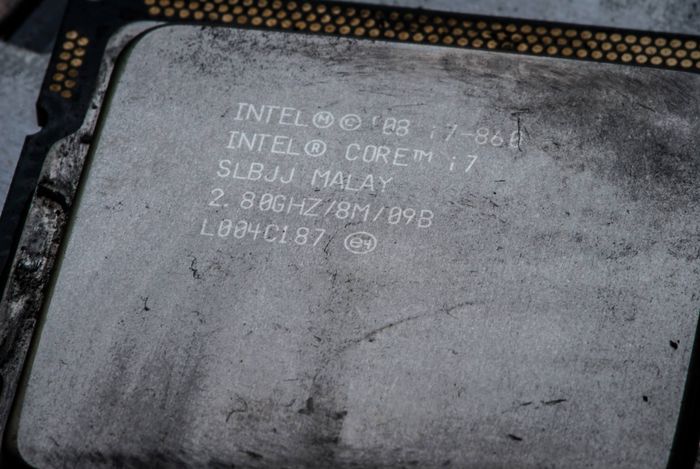 INTEL Ⓜ © '08 i7-860
INTEL ® CORE™ i7
SLBJJ MALAY
2.80GHZ/8M/09B
L004C187 e4